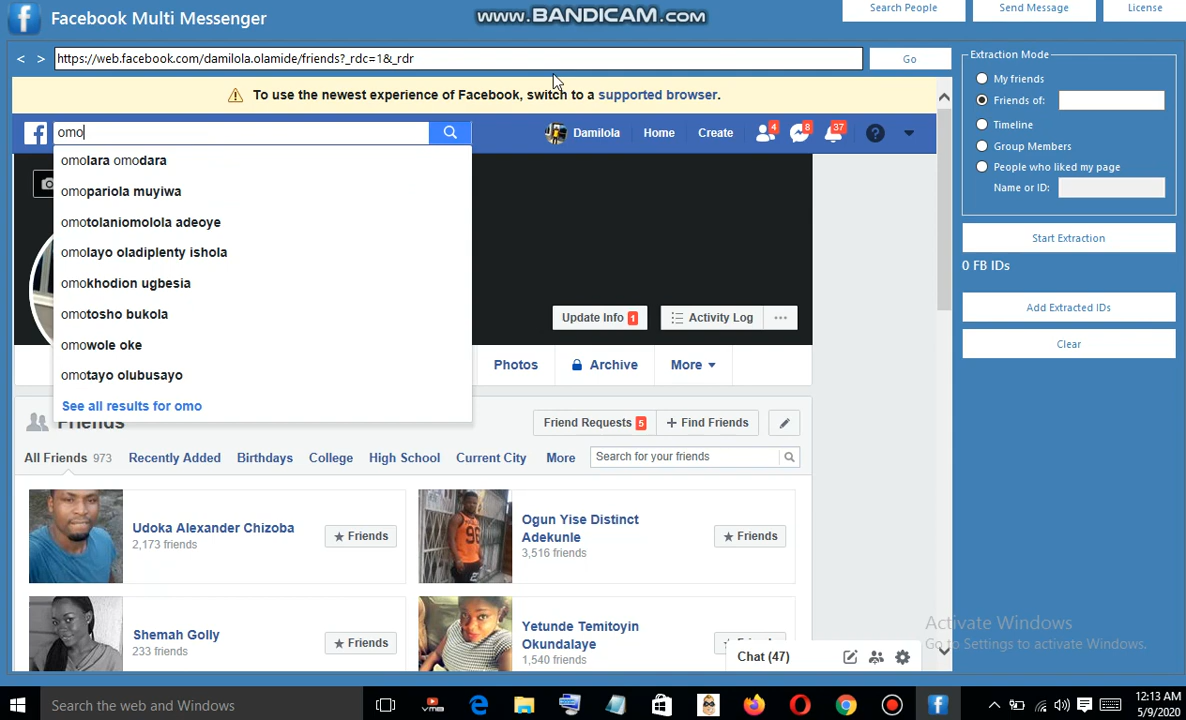 Facebook Multi Messenger
www.BANDICAM.com
Search People
Send Message
License
< >
https://web.facebook.com/damilola.olamide/friends?_rdc=1&_rdr
Go
To use the newest experience of Facebook, switch to a supported browser.
omo
Damilola Home Create 4 8 37
omolara omodara
omopariola muyiwa
omotolaniomolola adeoye
omolayo oladiplenty ishola
omokhodion ugbesia
omotosho bukola
omowole oke
omotayo olubusayo
See all results for omo
Update Info 1
Activity Log
Photos
Archive
More
Friends
Friend Requests 5
+ Find Friends
All Friends 973
Recently Added
Birthdays
College
High School
Current City
More
Search for your friends
Udoka Alexander Chizoba
2,173 friends
Friends
Ogun Yise Distinct
Adekunle
3,516 friends
Friends
Shemah Golly
233 friends
Friends
Yetunde Temitoyin
Okundalaye
1,540 friends
Chat (47)
Extraction Mode
My friends
Friends of:
Timeline
Group Members
People who liked my page
Name or ID:
Start Extraction
0 FB IDs
Add Extracted IDs
Clear
Activate Windows
Go to Settings to activate Windows.
Search the web and Windows
12:13 AM
5/9/2020